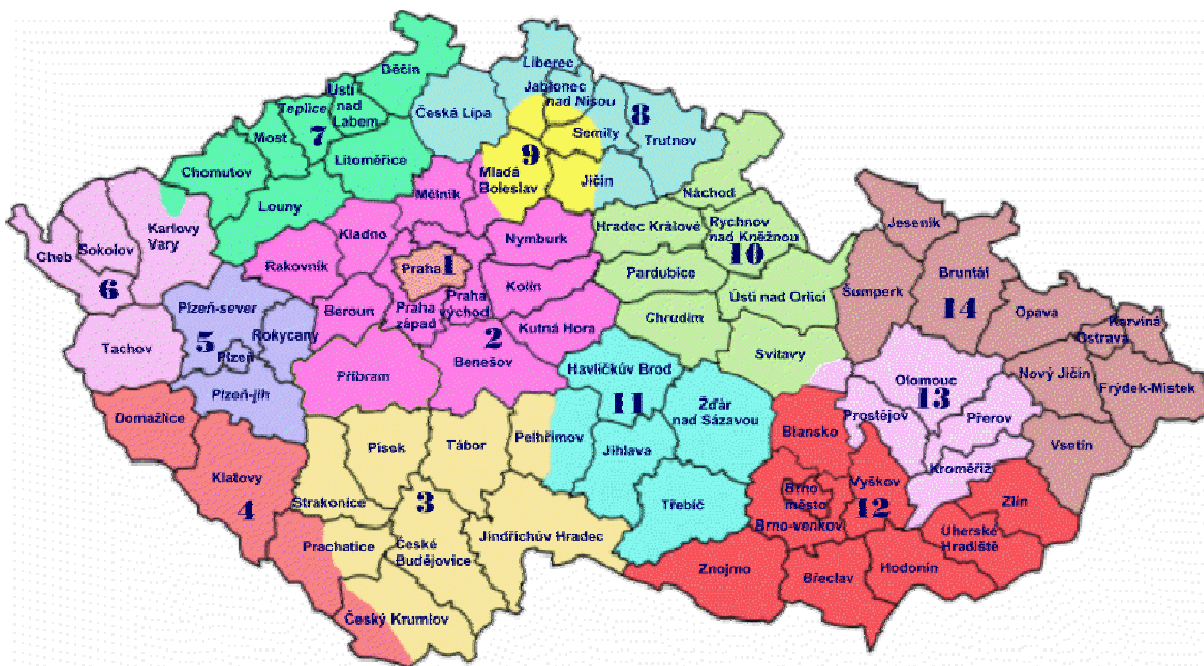 Děčín
Liberec
Ústí
nad
Labem
Jablonec
nad Nisou
Teplice
Česká Lípa
8
7
Most
Semily
Trutnov
Litoměřice
9
Chomutov
Mladá
Boleslav
Jičín
Mělník
Náchod
Louny
Karlovy
Vary
Kladno
Nymburk
Hradec Králové
Rychnov
nad Kněžnou
Jeseník
Sokolov
Cheb
Rakovník
Praha
1
10
Bruntál
6
Pardubice
Kolín
Šumperk
Ústí nad Orlicí
14
Plzeň-sever
Beroun
Praha
západ
Praha
východ
Opava
Karviná
Ostrava
Rokycany
Chrudim
5
2
Kutná Hora
Tachov
Plzeň
Benešov
Svitavy
Havlíčkův Brod
Nový Jičín
Příbram
Olomouc
Frýdek-Místek
13
Plzeň-jih
11
Žďár
nad Sázavou
Domažlice
Prostějov
Přerov
Blansko
Písek
Tábor
Pelhřimov
Vsetín
Jihlava
Kroměříž
Klatovy
Vyškov
Brno
město
Zlín
Strakonice
3
Třebíč
12
4
Brno-venkov
Jindřichův Hradec
Uherské
Hradiště
Prachatice
České
Budějovice
Znojmo
Hodonín
Břeclav
Český Krumlov